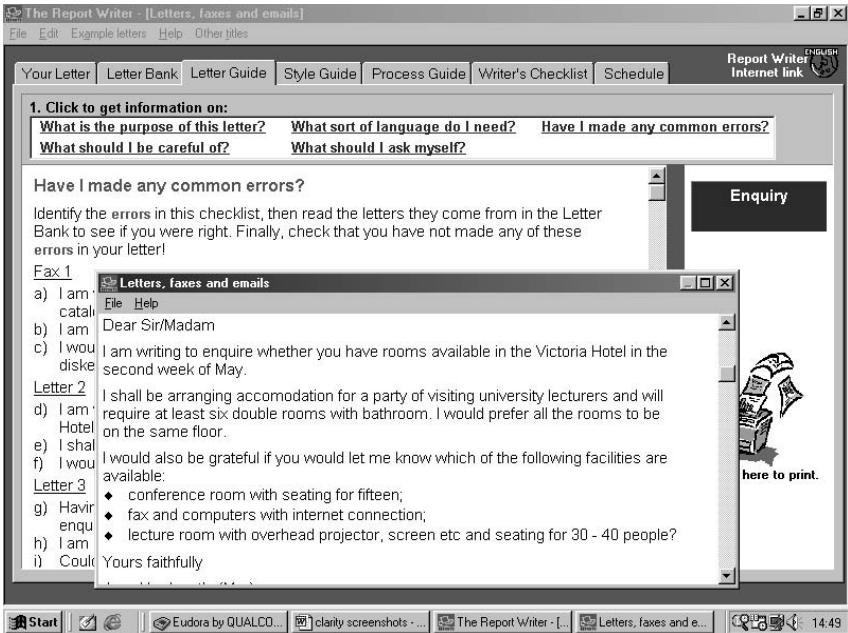 The Report Writer - [Letters, faxes and emails]
File Edit Example letters Help Other titles
Your Letter Letter Bank Letter Guide Style Guide Process Guide Writer's Checklist Schedule
Report Writer
Internet link
ENGLISH
1. Click to get information on:
What is the purpose of this letter? What sort of language do I need? Have I made any common errors?
What should I be careful of? What should I ask myself?
Have I made any common errors?
Identify the errors in this checklist, then read the letters they come from in the Letter
Bank to see if you were right. Finally, check that you have not made any of these
errors in your letter!
Enquiry
Fax 1
a) I am
b) I am
c) I
Letter 2
d) I am
Hotel
e) I
f) I
Letter 3
g)
h) I am
i)
here to print.
Letters, faxes and emails
File Help
Dear Sir/Madam
I am writing to enquire whether you have rooms available in the Victoria Hotel in the
second week of May.
I shall be arranging accomodation for a party of visiting university lecturers and will
require at least six double rooms with bathroom. I would prefer all the rooms to be
on the same floor.
I would also be grateful if you would let me know which of the following facilities are
available:
◆ conference room with seating for fifteen;
◆ fax and computers with internet connection;
◆ lecture room with overhead projector, screen etc and seating for 30 - 40 people?
Yours faithfully
Start Eudora by QUALCO... clarity screenshots - ... The Report Writer - [... Letters, faxes and e... 14:49